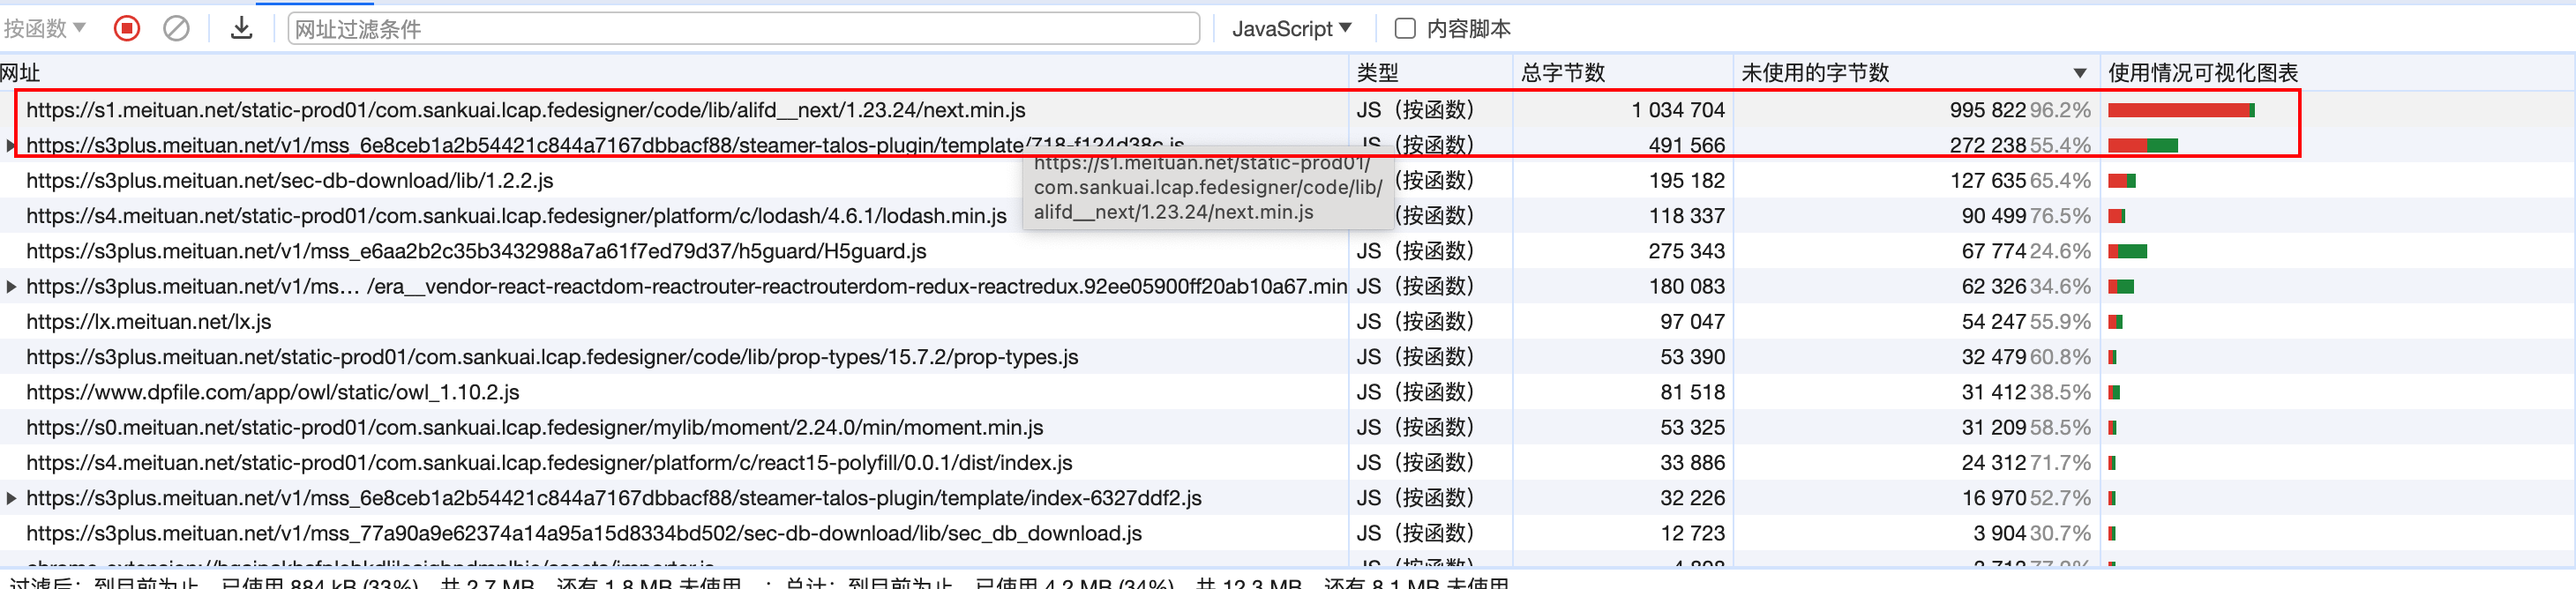 按函数 ▼ 网址过滤条件 JavaScript ▼ 内容脚本
网址 类型 总字节数 未使用的字节数 ▼ 使用情况可视化图表
https://s1.meituan.net/static-prod01/com.sankuai.lcap.fedesigner/code/lib/alifd__next/1.23.24/next.min.js JS（按函数） 1 034 704 995 822 96.2%
https://s3plus.meituan.net/v1/mss_6e8ceb1a2b54421c844a7167dbbacf88/steamer-talos-plugin/template/718-f124d38c.js JS（按函数） 491 566 272 238 55.4%
https://s1.meituan.net/static-prod01/
com.sankuai.lcap.fedesigner/code/lib/
alifd__next/1.23.24/next.min.js
https://s3plus.meituan.net/sec-db-download/lib/1.2.2.js （按函数） 195 182 127 635 65.4%
https://s4.meituan.net/static-prod01/com.sankuai.lcap.fedesigner/platform/c/lodash/4.6.1/lodash.min.js （按函数） 118 337 90 499 76.5%
https://s3plus.meituan.net/v1/mss_e6aa2b2c35b3432988a7a61f7ed79d37/h5guard/H5guard.js JS（按函数） 275 343 67 774 24.6%
https://s3plus.meituan.net/v1/ms… /era__vendor-react-reactdom-reactrouter-reactrouterdom-redux-reactredux.92ee05900ff20ab10a67.min JS（按函数） 180 083 62 326 34.6%
https://lx.meituan.net/lx.js JS（按函数） 97 047 54 247 55.9%
https://s3plus.meituan.net/static-prod01/com.sankuai.lcap.fedesigner/code/lib/prop-types/15.7.2/prop-types.js JS（按函数） 53 390 32 479 60.8%
https://www.dpfile.com/app/owl/static/owl_1.10.2.js JS（按函数） 81 518 31 412 38.5%
https://s0.meituan.net/static-prod01/com.sankuai.lcap.fedesigner/mylib/moment/2.24.0/min/moment.min.js JS（按函数） 53 325 31 209 58.5%
https://s4.meituan.net/static-prod01/com.sankuai.lcap.fedesigner/platform/c/react15-polyfill/0.0.1/dist/index.js JS（按函数） 33 886 24 312 71.7%
https://s3plus.meituan.net/v1/mss_6e8ceb1a2b54421c844a7167dbbacf88/steamer-talos-plugin/template/index-6327ddf2.js JS（按函数） 32 226 16 970 52.7%
https://s3plus.meituan.net/v1/mss_77a90a9e62374a14a95a15d8334bd502/sec-db-download/lib/sec_db_download.js JS（按函数） 12 723 3 904 30.7%
过滤后：到目前为止，已使用 884 kB (33%)，共 2.7 MB，还有 1.8 MB 未使用。；总计：到目前为止，已使用 4.2 MB (34%)，共 12.3 MB，还有 8.1 MB 未使用。